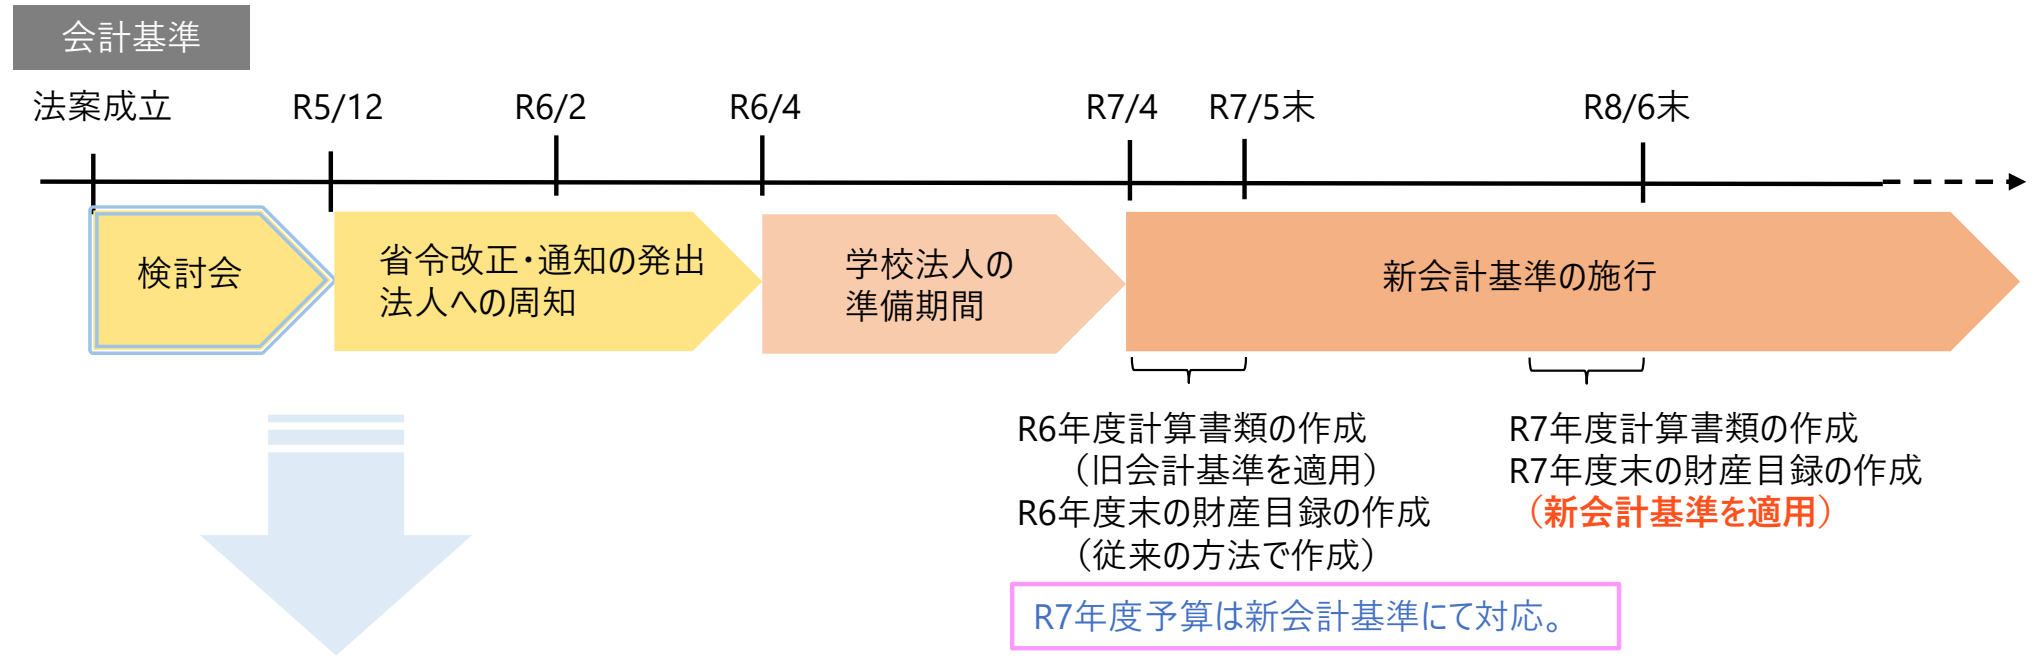 会計基準
法案成立
R5/12
R6/2
R6/4
R7/4
R7/5末
R8/6末
検討会
省令改正・通知の発出
法人への周知
学校法人の
準備期間
新会計基準の施行
R6年度計算書類の作成
（旧会計基準を適用）
R6年度末の財産目録の作成
（従来の方法で作成）
R7年度計算書類の作成
R7年度末の財産目録の作成
（新会計基準を適用）
R7年度予算は新会計基準にて対応。